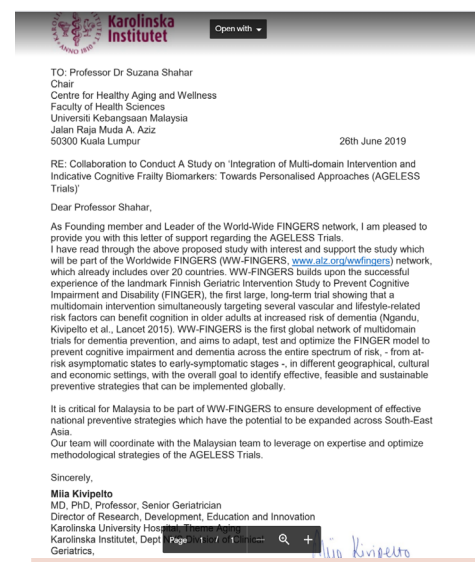 Karolinska
Institutet
ANNO 1810
Open with
TO: Professor Dr Suzana Shahar
Chair
Centre for Healthy Aging and Wellness
Faculty of Health Sciences
Universiti Kebangsaan Malaysia
Jalan Raja Muda A. Aziz
50300 Kuala Lumpur 26th June 2019
RE: Collaboration to Conduct A Study on 'Integration of Multi-domain Intervention and
Indicative Cognitive Frailty Biomarkers: Towards Personalised Approaches (AGELESS
Trials)'
Dear Professor Shahar,
As Founding member and Leader of the World-Wide FINGERS network, I am pleased to
provide you with this letter of support regarding the AGELESS Trials.
I have read through the above proposed study with interest and support the study which
will be part of the Worldwide FINGERS (WW-FINGERS, www.alz.org/wwfingers) network,
which already includes over 20 countries. WW-FINGERS builds upon the successful
experience of the landmark Finnish Geriatric Intervention Study to Prevent Cognitive
Impairment and Disability (FINGER), the first large, long-term trial showing that a
multidomain intervention simultaneously targeting several vascular and lifestyle-related
risk factors can benefit cognition in older adults at increased risk of dementia (Ngandu,
Kivipelto et al., Lancet 2015). WW-FINGERS is the first global network of multidomain
trials for dementia prevention, and aims to adapt, test and optimize the FINGER model to
prevent cognitive impairment and dementia across the entire spectrum of risk, - from at-
risk asymptomatic states to early-symptomatic stages -, in different geographical, cultural
and economic settings, with the overall goal to identify effective, feasible and sustainable
preventive strategies that can be implemented globally.
It is critical for Malaysia to be part of WW-FINGERS to ensure development of effective
national preventive strategies which have the potential to be expanded across South-East
Asia.
Our team will coordinate with the Malaysian team to leverage on expertise and optimize
methodological strategies of the AGELESS Trials.
Sincerely,
Miia Kivipelto
MD, PhD, Professor, Senior Geriatrician
Director of Research, Development, Education and Innovation
Karolinska University Hospital, Theme Aging
Karolinska Institutet, Dept Division of Clinical
Geriatrics,
Page 1 / 1
Miia Kivipelto